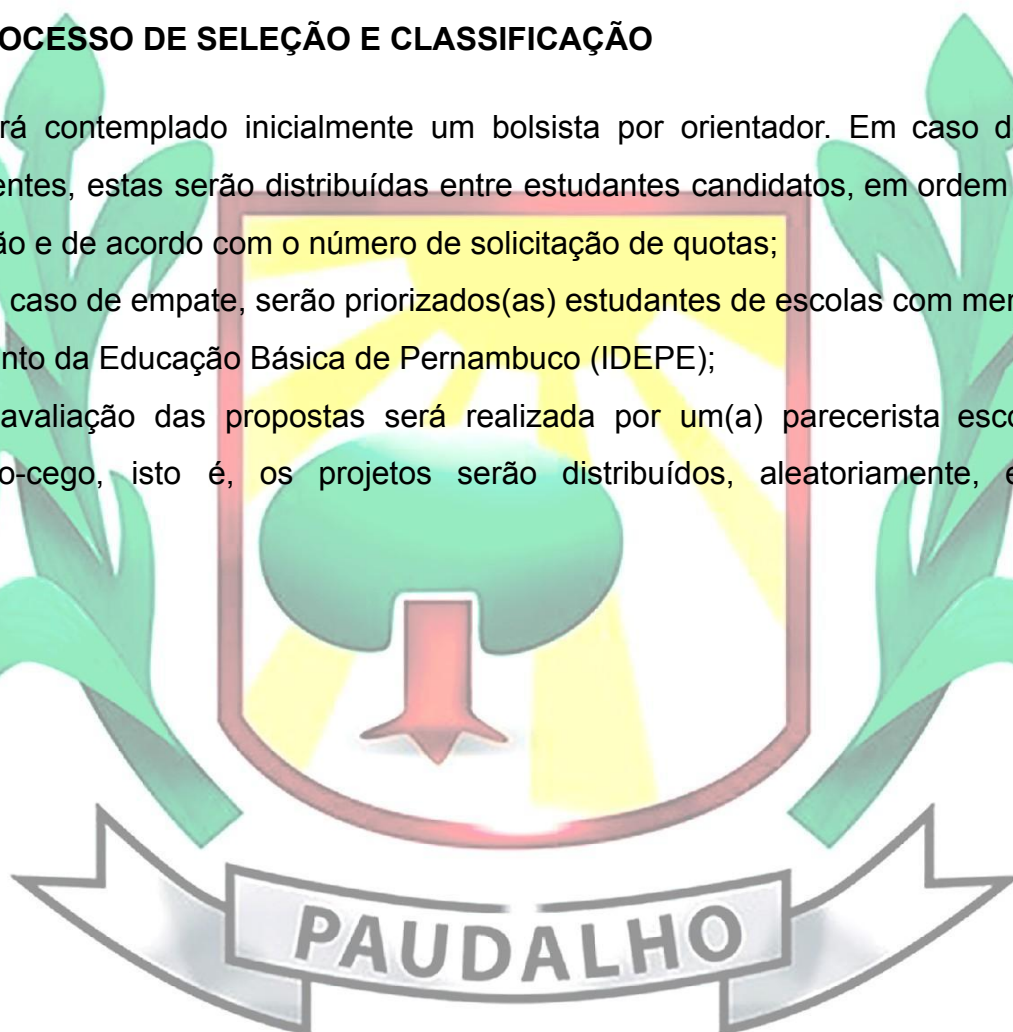 OCESSO DE SELEÇÃO E CLASSIFICAÇÃO
rá contemplado inicialmente um bolsista por orientador. Em caso d
entes, estas serão distribuídas entre estudantes candidatos, em ordem
ão e de acordo com o número de solicitação de quotas;
caso de empate, serão priorizados(as) estudantes de escolas com mer
nto da Educação Básica de Pernambuco (IDEPE);
avaliação das propostas será realizada por um(a) parecerista esco
o-cego, isto é, os projetos serão distribuídos, aleatoriamente, e
PAUDALHO